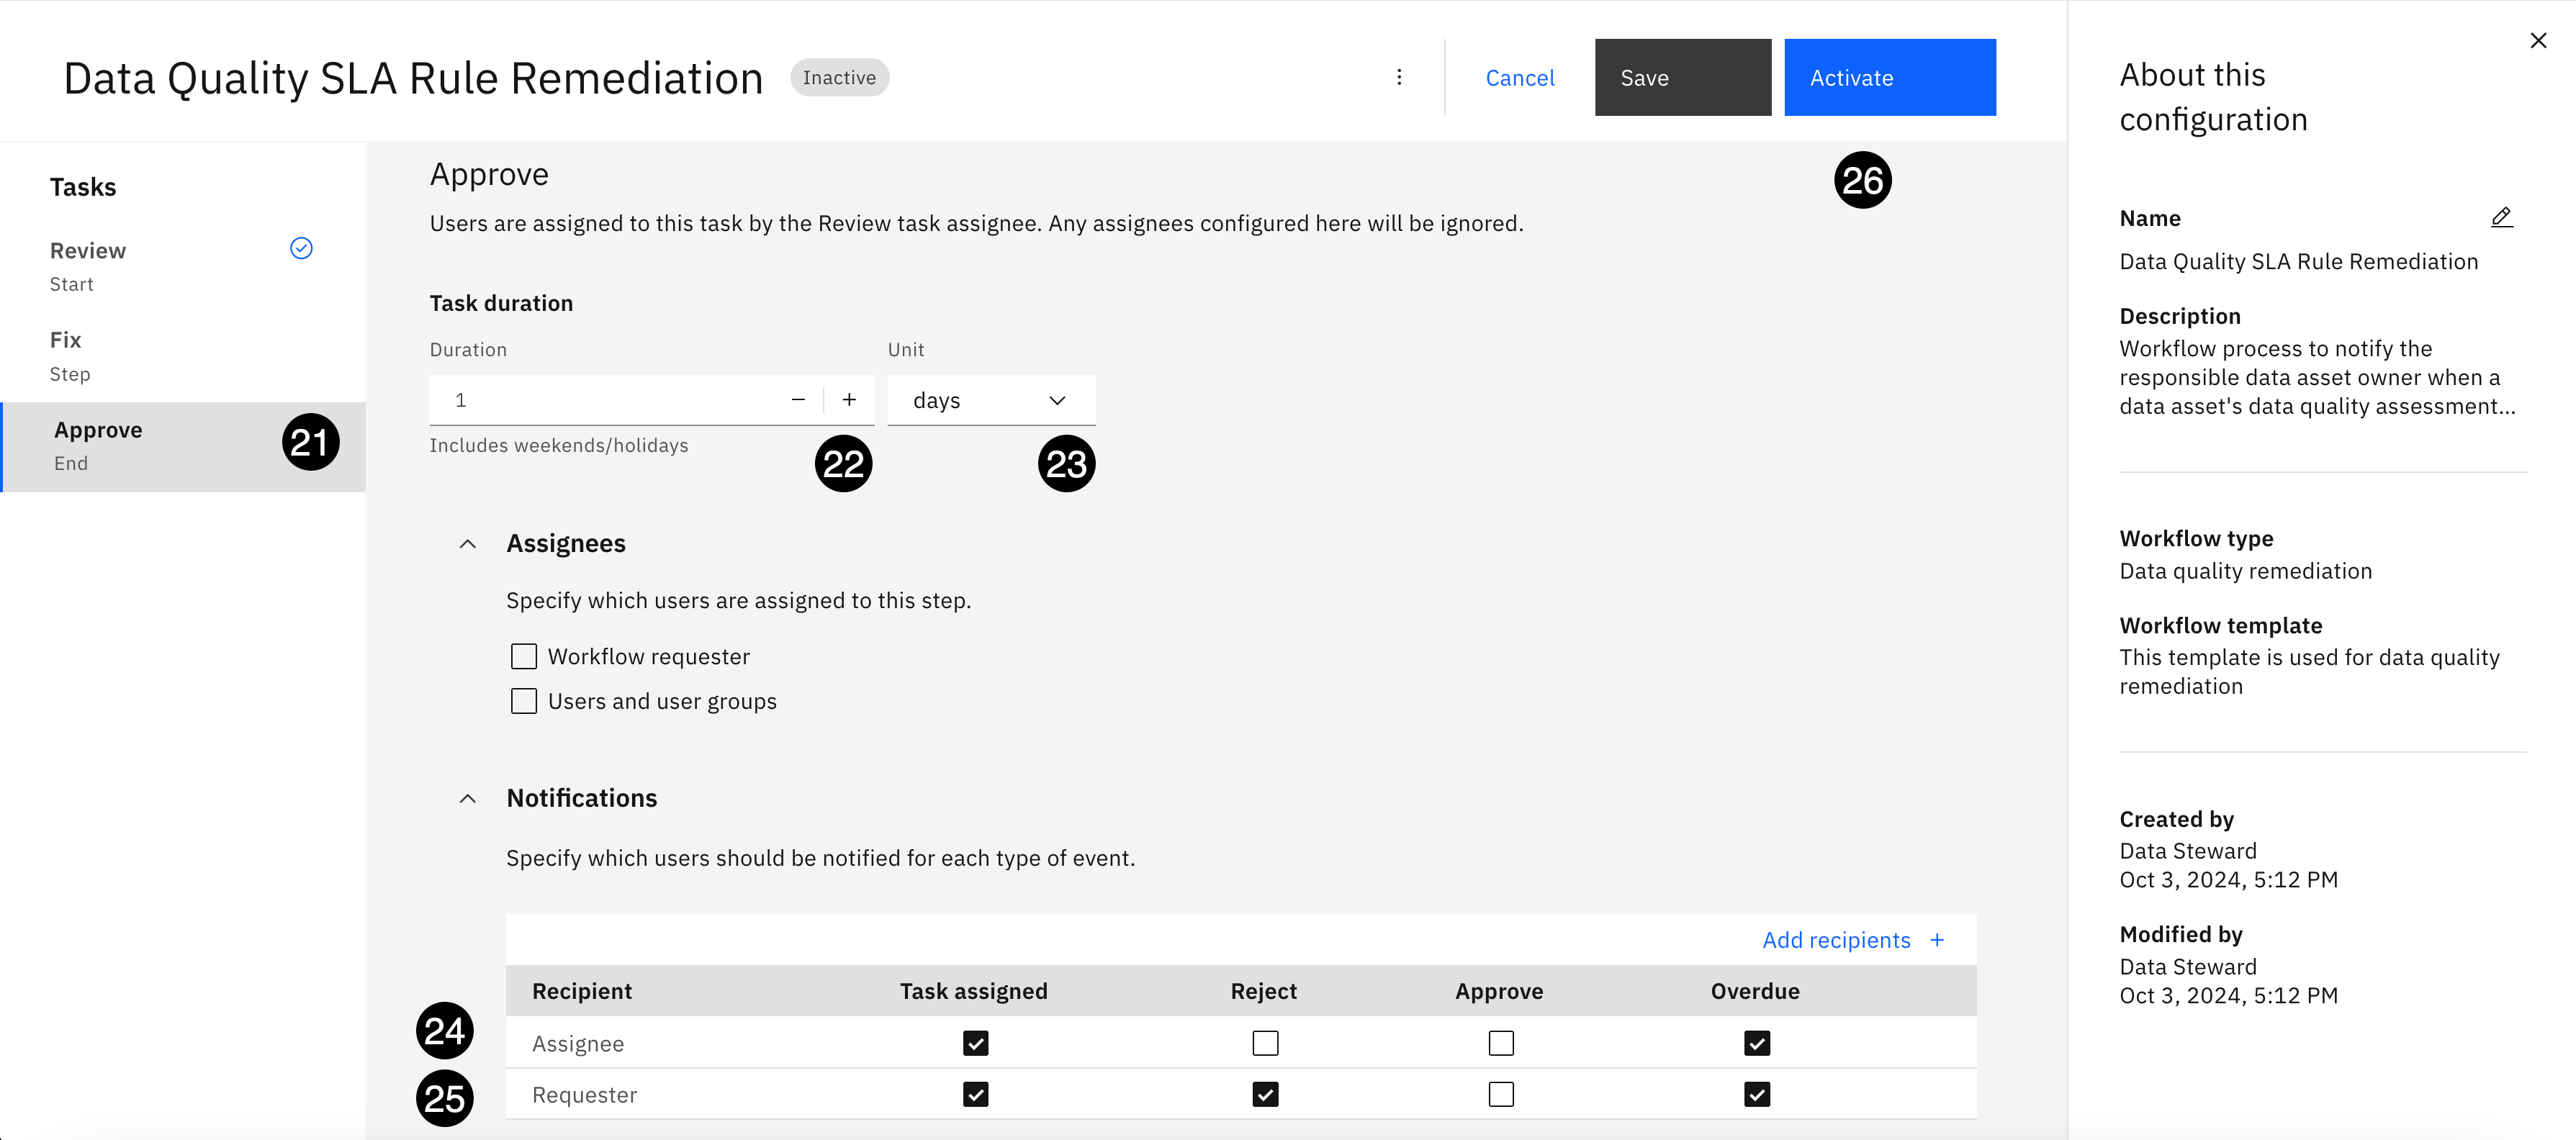 Data Quality SLA Rule Remediation Inactive
Cancel
Save
Activate
26
Tasks
Review
Start
Fix
Step
Approve
End
21
Approve
Users are assigned to this task by the Review task assignee. Any assignees configured here will be ignored.
Task duration
Duration Unit
1 days
Includes weekends/holidays
22
23
Assignees
Specify which users are assigned to this step.
Workflow requester
Users and user groups
Notifications
Specify which users should be notified for each type of event.
Add recipients +
Recipient Task assigned Reject Approve Overdue
24
Assignee
25
Requester
About this
configuration
Name
Data Quality SLA Rule Remediation
Description
Workflow process to notify the
responsible data asset owner when a
data asset's data quality assessment...
Workflow type
Data quality remediation
Workflow template
This template is used for data quality
remediation
Created by
Data Steward
Oct 3, 2024, 5:12 PM
Modified by
Data Steward
Oct 3, 2024, 5:12 PM